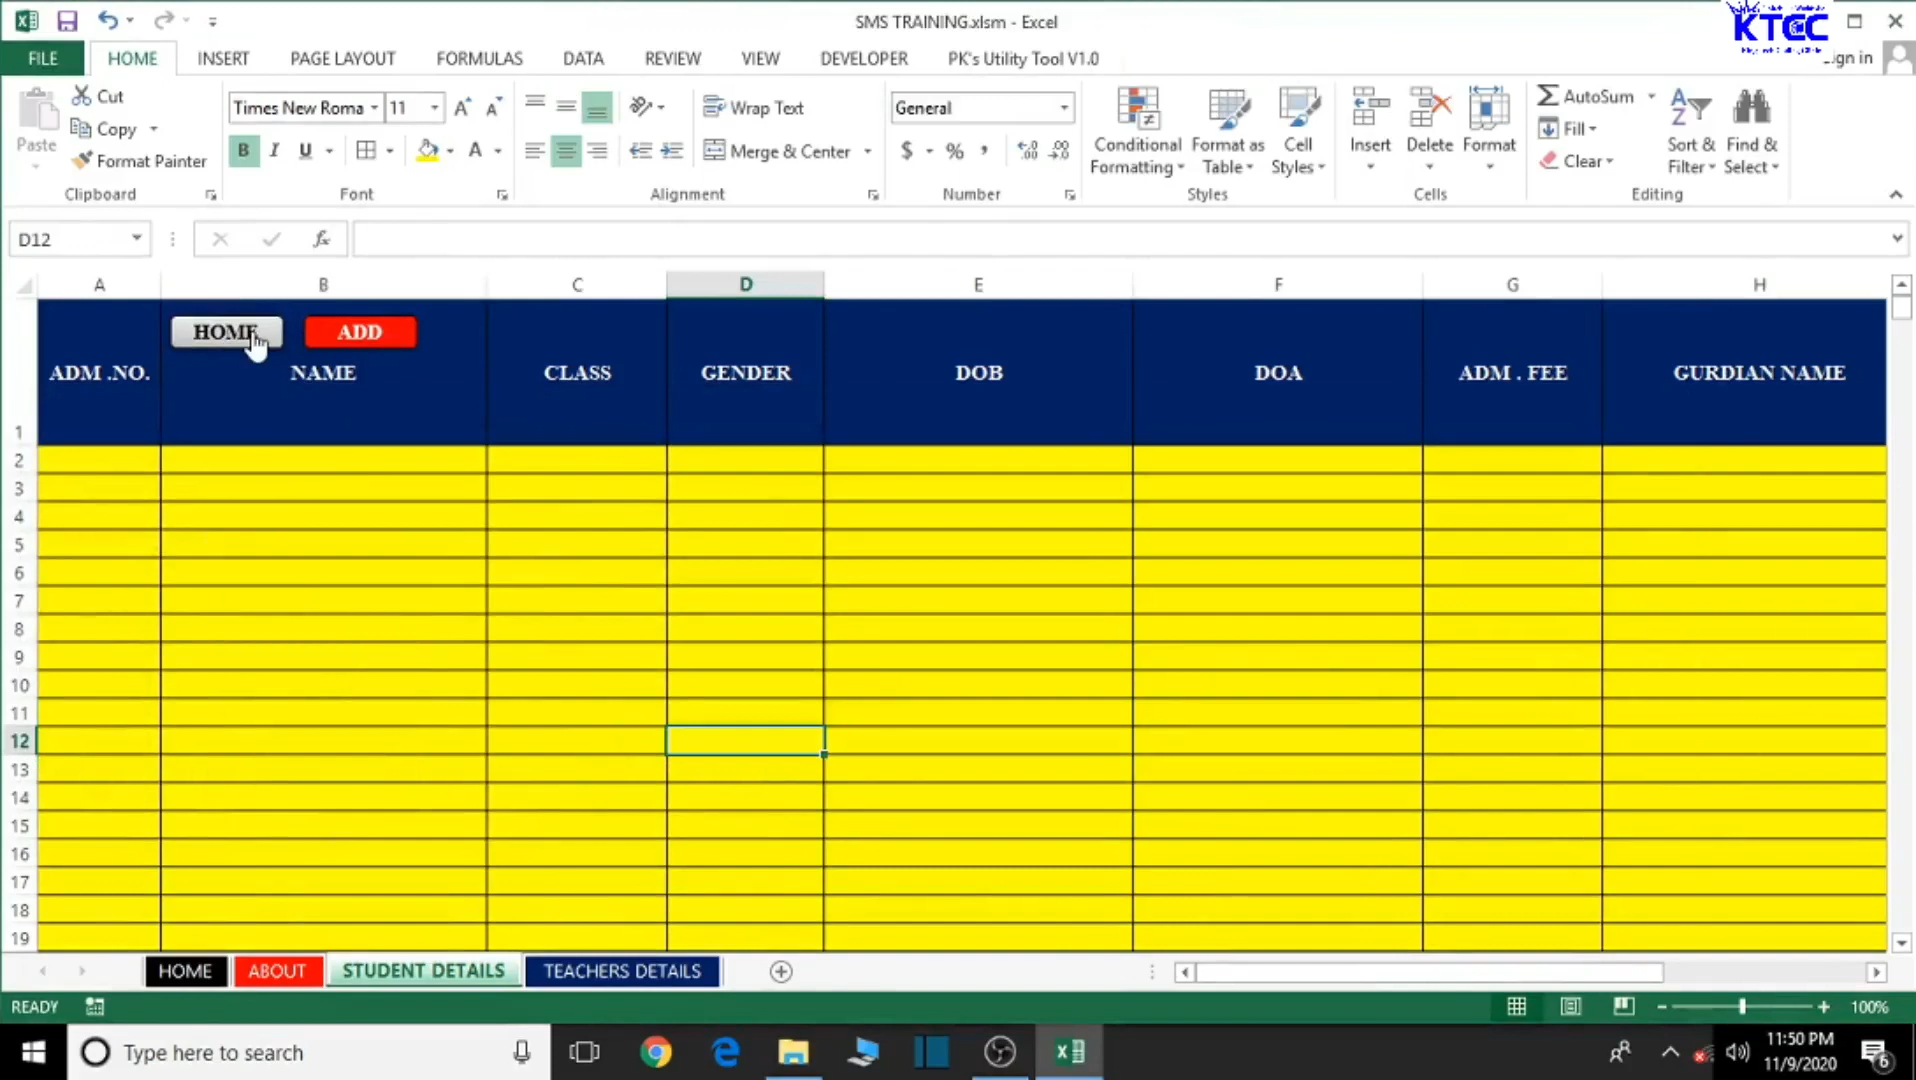 SMS TRAINING.xlsm - Excel
KTCC
FILE HOME INSERT PAGE LAYOUT FORMULAS DATA REVIEW VIEW DEVELOPER PK's Utility Tool V1.0
Paste
Cut
Copy
Format Painter
Clipboard
Times New Roma 11
B I U
Font
Wrap Text
Merge & Center
Alignment
General
$ % ,
Number
Conditional Formatting
Format as Table
Cell Styles
Styles
Insert
Delete
Format
Cells
AutoSum
Fill
Clear
Sort & Filter
Find & Select
Editing
D12
fx
A B C D E F G H
HOME ADD
ADM .NO. NAME CLASS GENDER DOB DOA ADM . FEE GURDIAN NAME
1
2
3
4
5
6
7
8
9
10
11
12
13
14
15
16
17
18
19
HOME ABOUT STUDENT DETAILS TEACHERS DETAILS
READY
100%
Type here to search
11:50 PM
11/9/2020
6